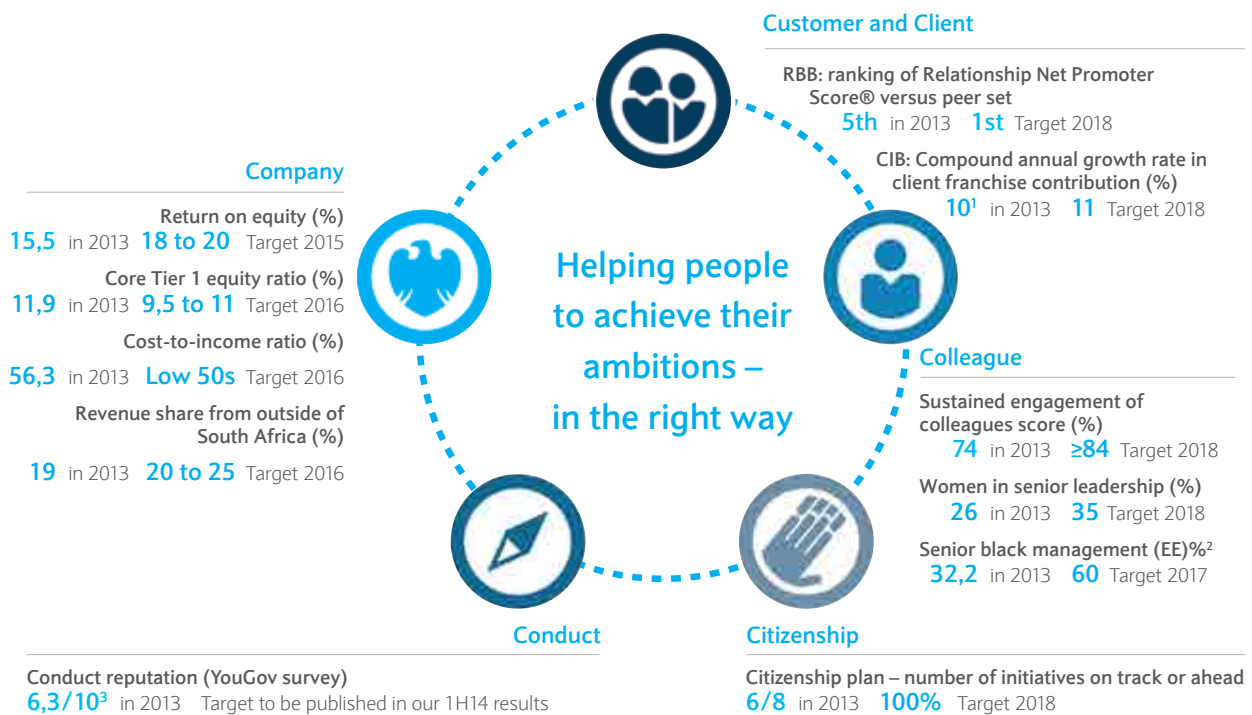 Customer and Client
RBB: ranking of Relationship Net Promoter
Score® versus peer set
5th in 2013 1st Target 2018
CIB: Compound annual growth rate in
client franchise contribution (%)
10¹ in 2013 11 Target 2018
Company
Return on equity (%)
15,5 in 2013 18 to 20 Target 2015
Core Tier 1 equity ratio (%)
11,9 in 2013 9,5 to 11 Target 2016
Cost-to-income ratio (%)
56,3 in 2013 Low 50s Target 2016
Revenue share from outside of
South Africa (%)
19 in 2013 20 to 25 Target 2016
Helping people
to achieve their
ambitions –
in the right way
Colleague
Sustained engagement of
colleagues score (%)
74 in 2013 ≥84 Target 2018
Women in senior leadership (%)
26 in 2013 35 Target 2018
Senior black management (EE)%²
32,2 in 2013 60 Target 2017
Conduct
Conduct reputation (YouGov survey)
6,3/10³ in 2013 Target to be published in our 1H14 results
Citizenship
Citizenship plan – number of initiatives on track or ahead
6/8 in 2013 100% Target 2018